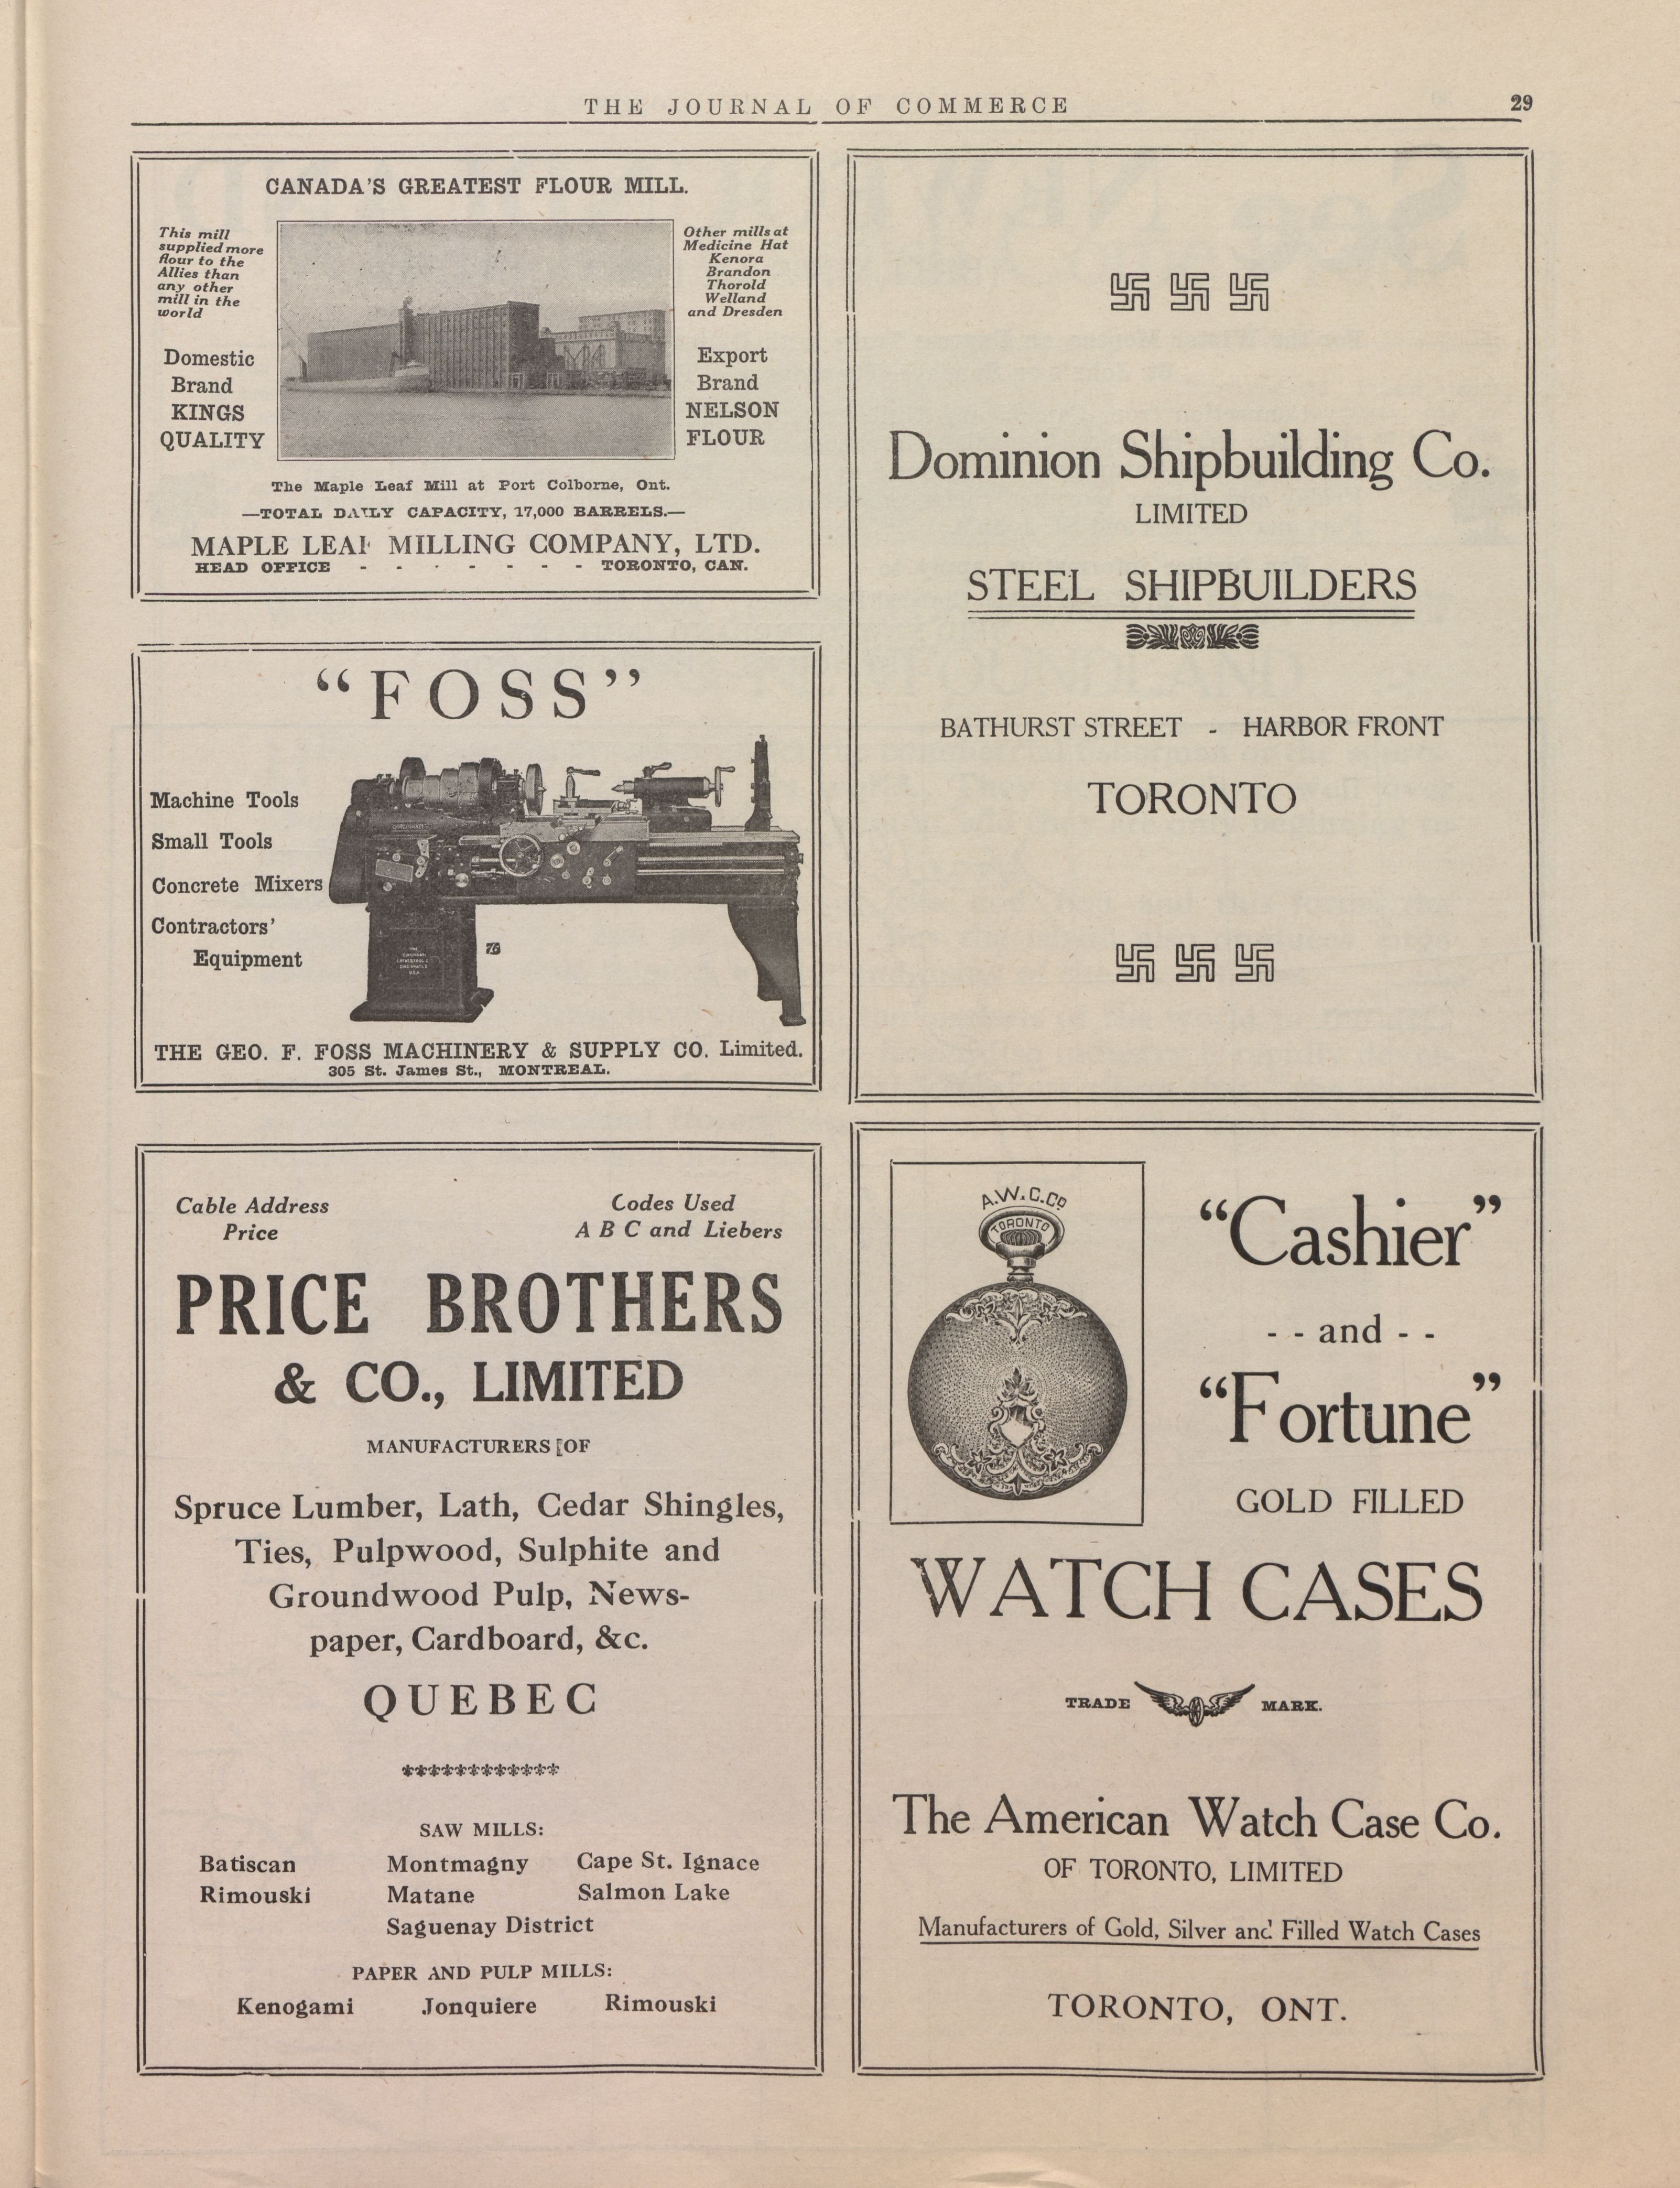 THE JOURNAL OF COMMERCE
29
CANADA'S GREATEST FLOUR MILL.
This mill
supplied more
flour to the
Allies than
any other
mill in the
world
Domestic
Brand
KINGS
QUALITY
Other mills at
Medicine Hat
Kenora
Brandon
Thorold
Welland
and Dresden
Export
Brand
NELSON
FLOUR
The Maple Leaf Mill at Port Colborne, Ont.
—TOTAL DAILY CAPACITY, 17,000 BARRELS.—
MAPLE LEAF MILLING COMPANY, LTD.
HEAD OFFICE - - - - - - - TORONTO, CAN.
"FOSS"
Machine Tools
Small Tools
Concrete Mixers
Contractors'
Equipment
76
THE GEO. F. FOSS MACHINERY & SUPPLY CO. Limited.
305 St. James St., MONTREAL.
Cable Address
Price
Codes Used
A B C and Liebers
PRICE BROTHERS
& CO., LIMITED
MANUFACTURERS [OF
Spruce Lumber, Lath, Cedar Shingles,
Ties, Pulpwood, Sulphite and
Groundwood Pulp, News-
paper, Cardboard, &c.
QUEBEC
SAW MILLS:
Batiscan Montmagny Cape St. Ignace
Rimouski Matane Salmon Lake
Saguenay District
PAPER AND PULP MILLS:
Kenogami Jonquiere Rimouski
Dominion Shipbuilding Co.
LIMITED
STEEL SHIPBUILDERS
BATHURST STREET - HARBOR FRONT
TORONTO
A.W.C.Co
TORONTO
"Cashier"
- - and - -
"Fortune"
GOLD FILLED
WATCH CASES
TRADE MARK.
The American Watch Case Co.
OF TORONTO, LIMITED
Manufacturers of Gold, Silver and Filled Watch Cases
TORONTO, ONT.